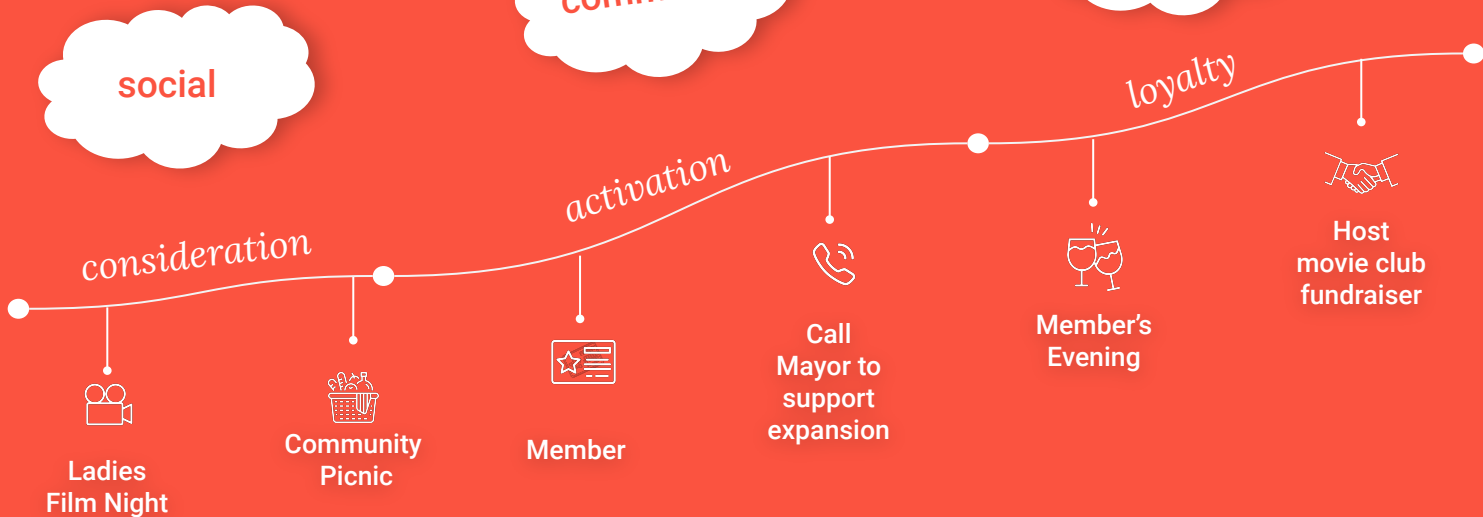 social
consideration
activation
loyalty
Ladies
Film Night
Community
Picnic
Member
Call
Mayor to
support
expansion
Member’s
Evening
Host
movie club
fundraiser